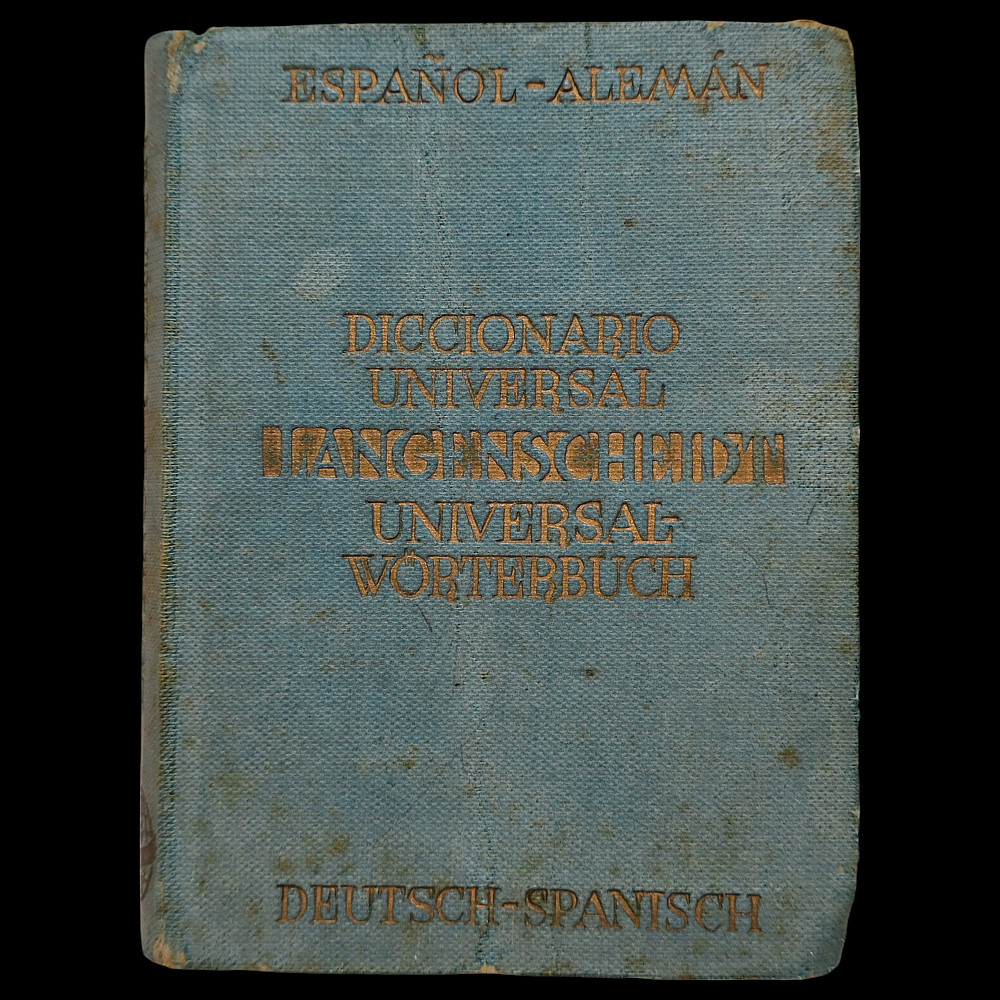 ESPAÑOL-ALEMÁN
DICCIONARIO
UNIVERSAL
LANGENSCHEIDT
UNIVERSAL-
WÖRTERBUCH
DEUTSCH-SPANISCH